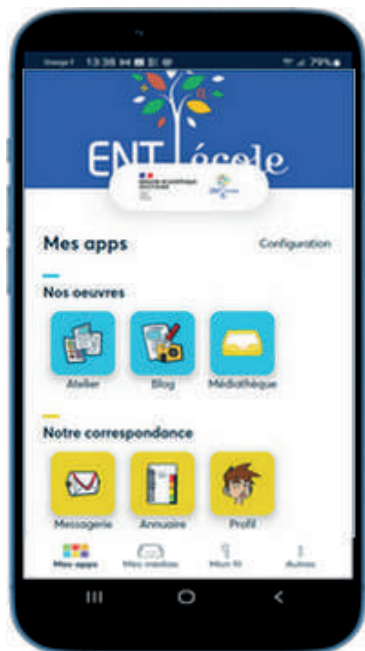 Orange F 13:38 79%
ENT école
Mes apps Configuration
Nos oeuvres
Atelier Blog Médiathèque
Notre correspondance
Messagerie Annuaire Profil
Mes apps Mes médias Mon fil Autres